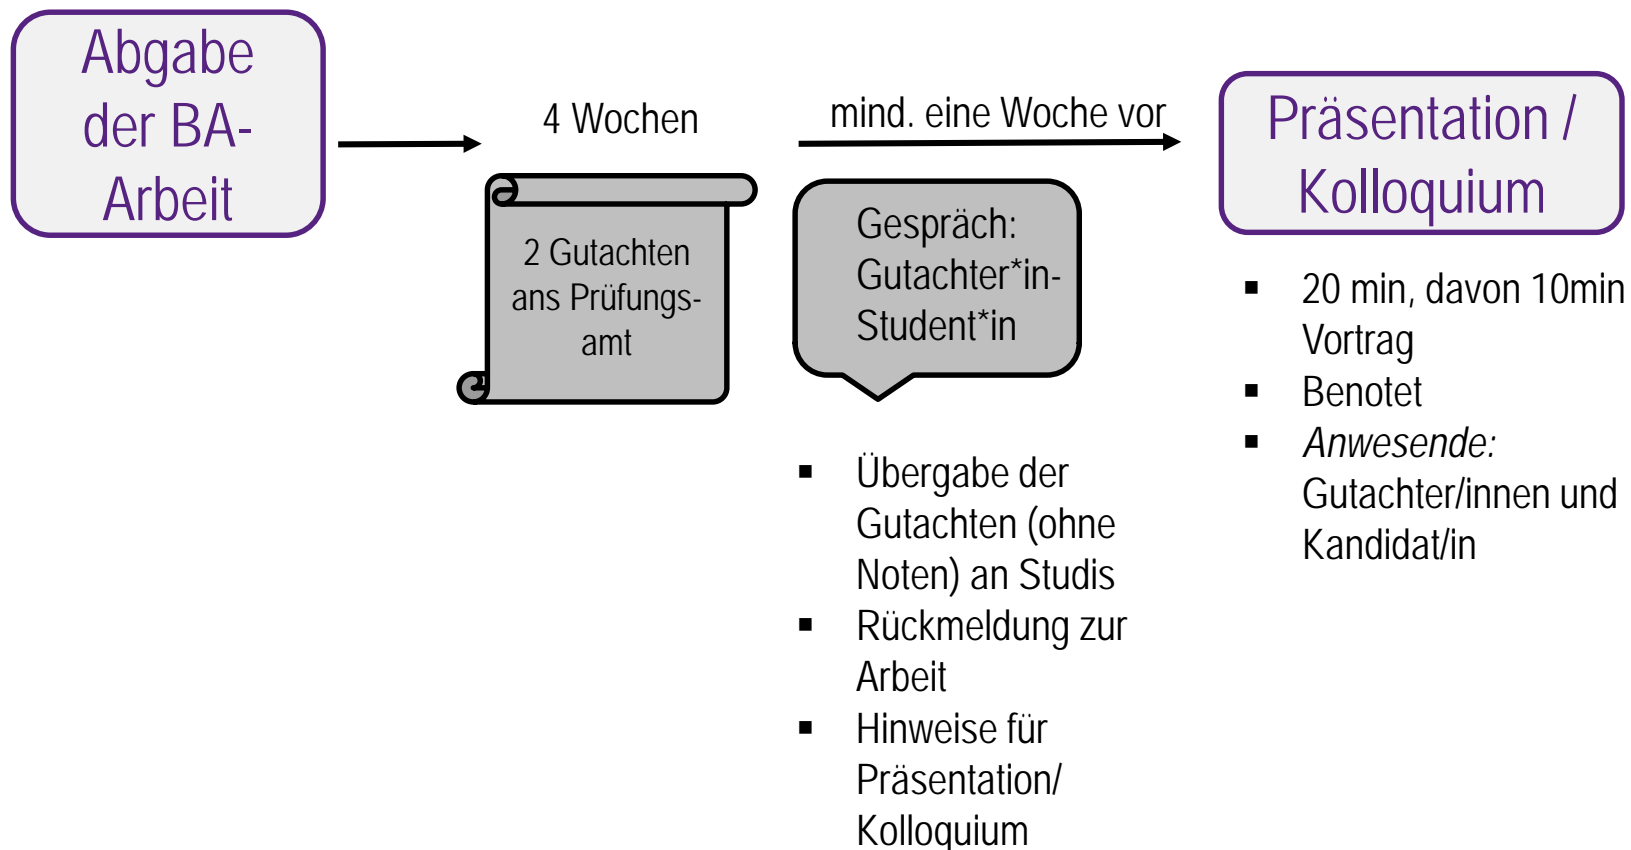 Abgabe
der BA-
Arbeit
4 Wochen
2 Gutachten
ans Prüfungs-
amt
mind. eine Woche vor
Gespräch:
Gutachter*in-
Student*in
▪ Übergabe der
Gutachten (ohne
Noten) an Studis
▪ Rückmeldung zur
Arbeit
▪ Hinweise für
Präsentation/
Kolloquium
Präsentation /
Kolloquium
▪ 20 min, davon 10min
Vortrag
▪ Benotet
▪ Anwesende:
Gutachter/innen und
Kandidat/in